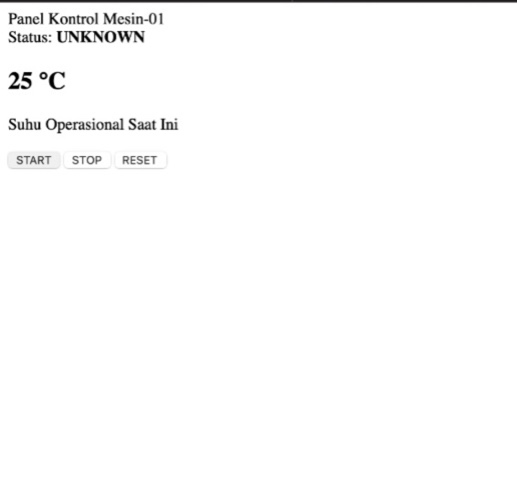 Panel Kontrol Mesin-01
Status: UNKNOWN
25 °C
Suhu Operasional Saat Ini
START STOP RESET